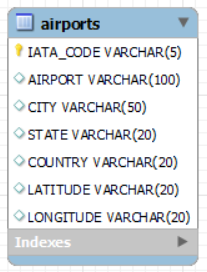 airports
IATA_CODE VARCHAR(5)
AIRPORT VARCHAR(100)
CITY VARCHAR(50)
STATE VARCHAR(20)
COUNTRY VARCHAR(20)
LATITUDE VARCHAR(20)
LONGITUDE VARCHAR(20)
Indexes